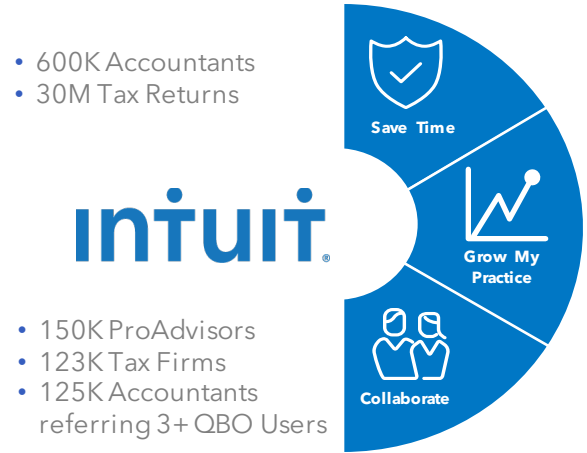 • 600K Accountants
• 30M Tax Returns
Save Time
intuit®
Grow My
Practice
• 150K ProAdvisors
• 123K Tax Firms
• 125K Accountants
referring 3+ QBO Users
Collaborate